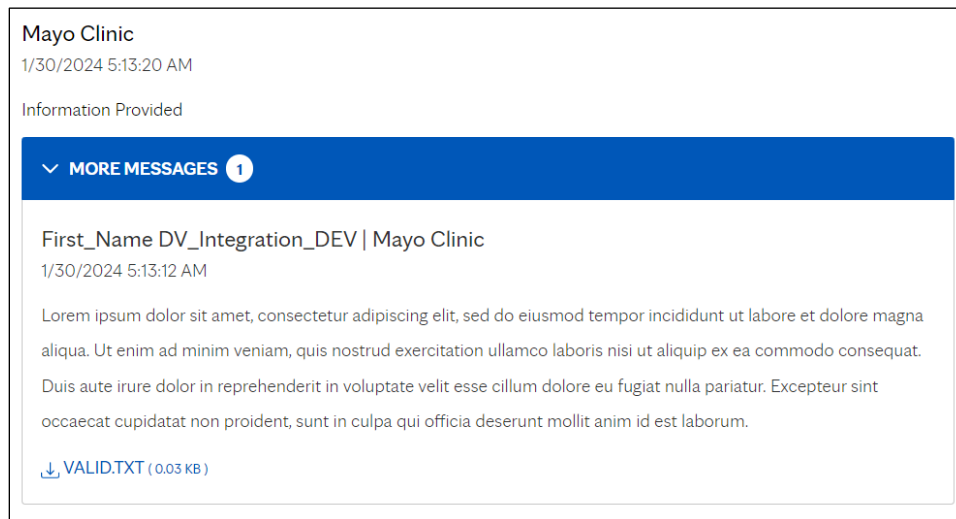 Mayo Clinic
1/30/2024 5:13:20 AM
Information Provided
MORE MESSAGES 1
First_Name DV_Integration_DEV | Mayo Clinic
1/30/2024 5:13:12 AM
Lorem ipsum dolor sit amet, consectetur adipiscing elit, sed do eiusmod tempor incididunt ut labore et dolore magna
aliqua. Ut enim ad minim veniam, quis nostrud exercitation ullamco laboris nisi ut aliquip ex ea commodo consequat.
Duis aute irure dolor in reprehenderit in voluptate velit esse cillum dolore eu fugiat nulla pariatur. Excepteur sint
occaecat cupidatat non proident, sunt in culpa qui officia deserunt mollit anim id est laborum.
VALID.TXT ( 0.03 KB )